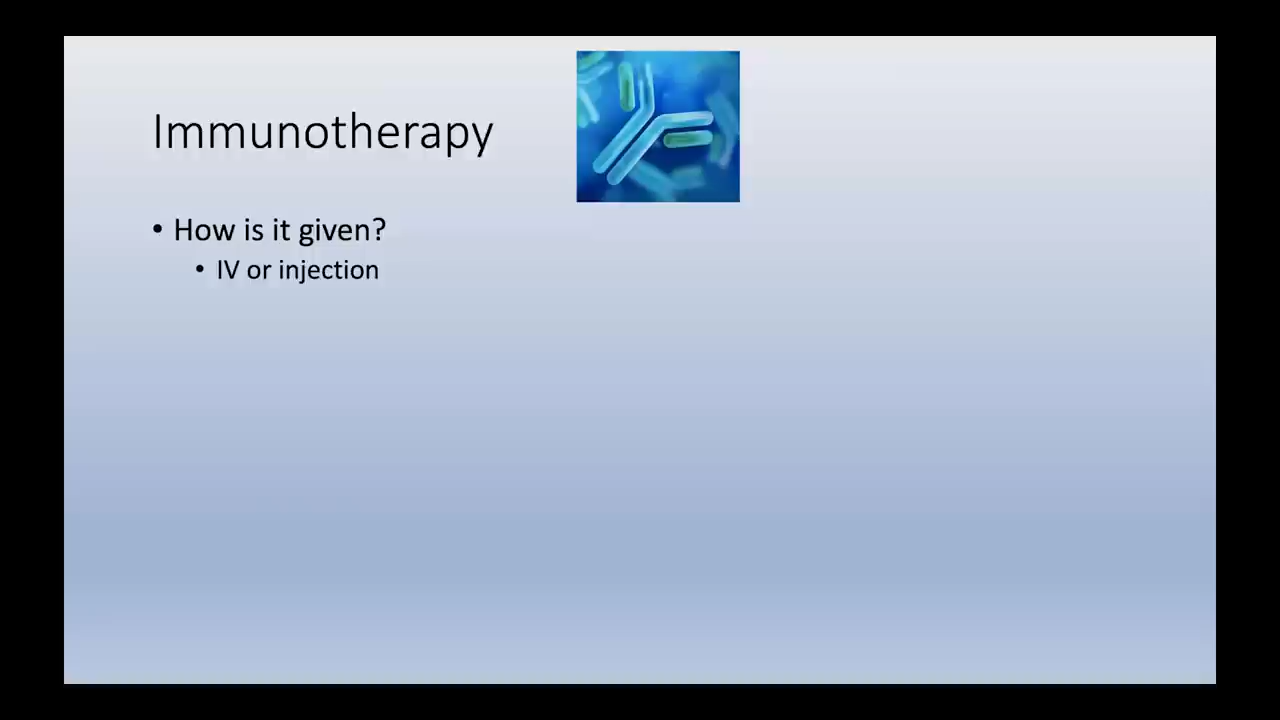 Immunotherapy
• How is it given?
• IV or injection